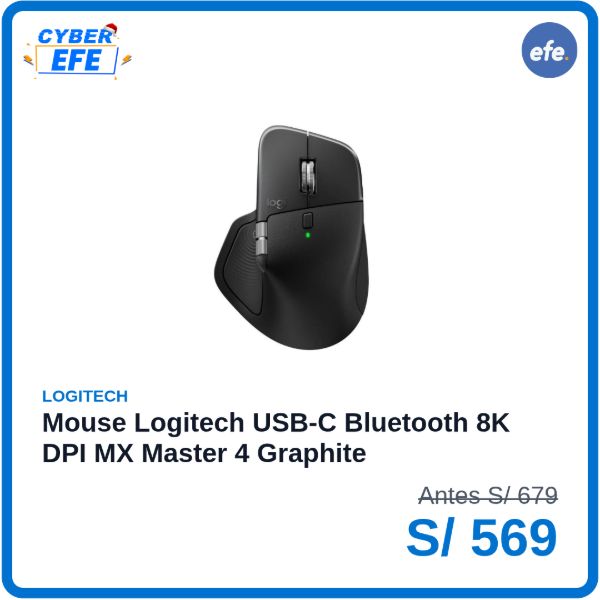 CYBER
EFE
efe.
logi
LOGITECH
Mouse Logitech USB-C Bluetooth 8K
DPI MX Master 4 Graphite
Antes S/ 679
S/ 569